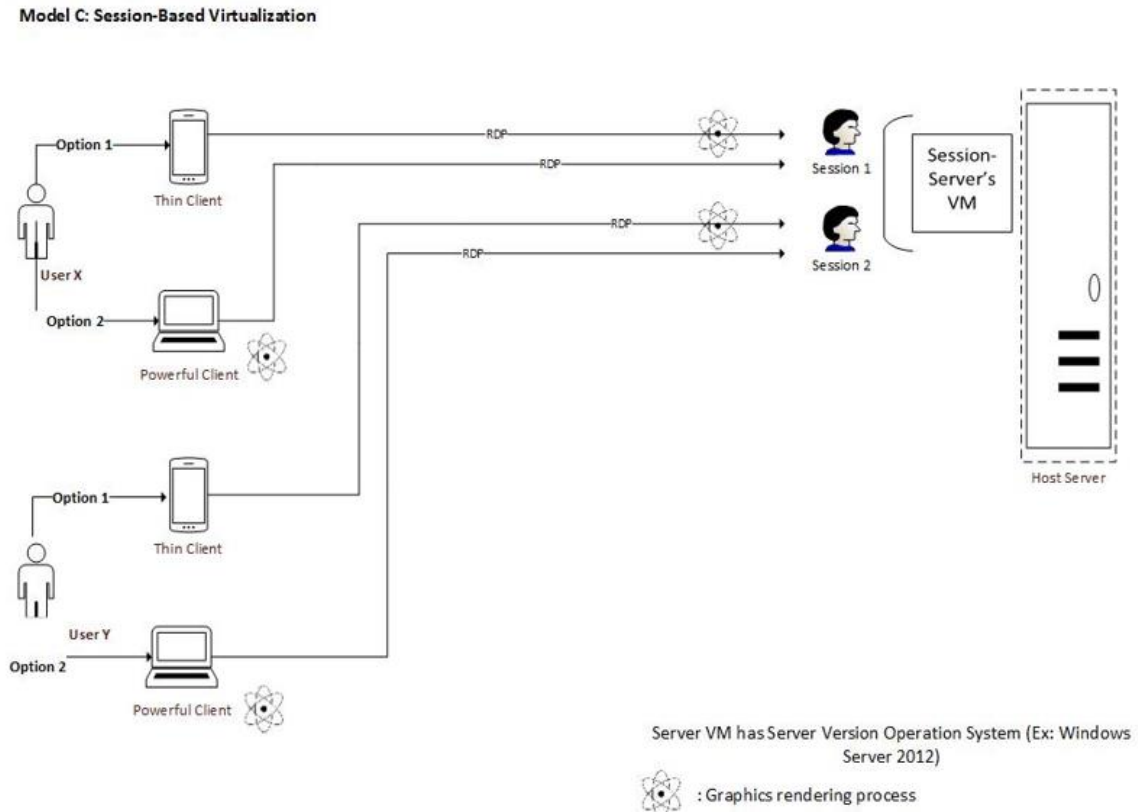 Model C: Session-Based Virtualization
Option 1
Thin Client
RDP
RDP
Session 1
Session-
Server's
VM
User X
Option 2
Powerful Client
RDP
RDP
Session 2
Host Server
Option 1
Thin Client
User Y
Option 2
Powerful Client
Server VM has Server Version Operation System (Ex: Windows
Server 2012)
: Graphics rendering process